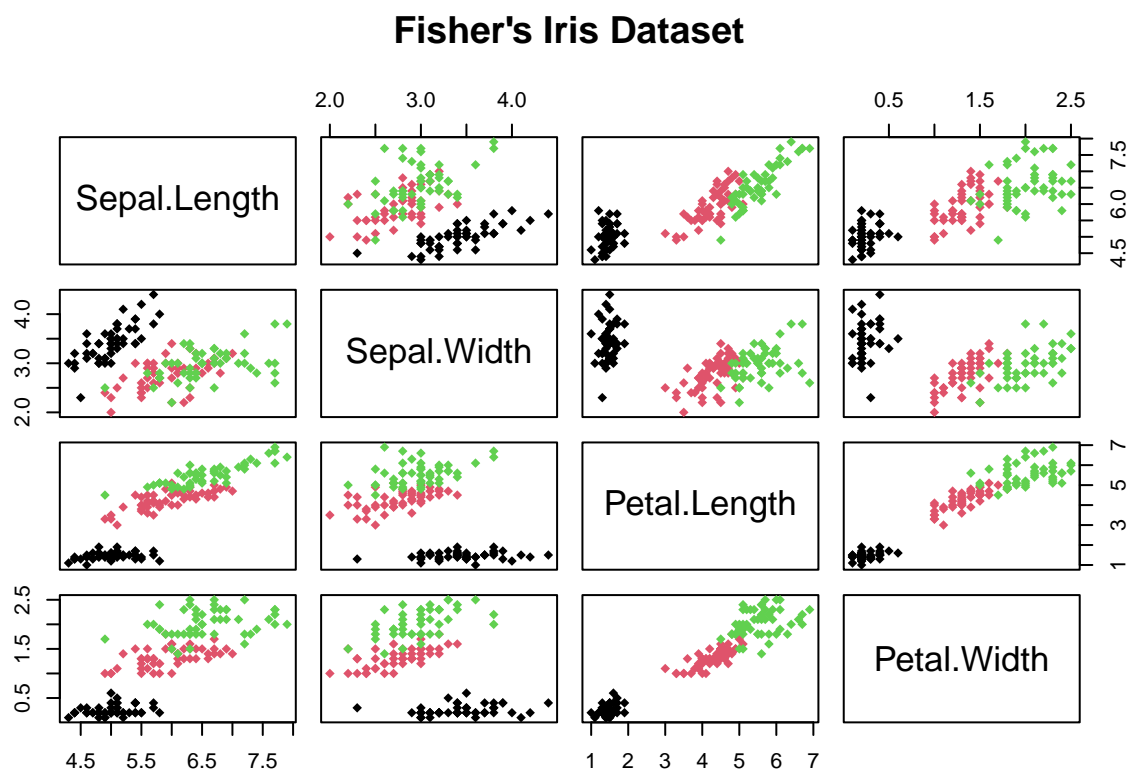 Fisher's Iris Dataset
2.0 3.0 4.0
0.5 1.5 2.5
Sepal.Length
4.5 6.0 7.5
2.0 3.0 4.0
Sepal.Width
Petal.Length
1 3 5 7
0.5 1.5 2.5
Petal.Width
4.5 5.5 6.5 7.5
1 2 3 4 5 6 7